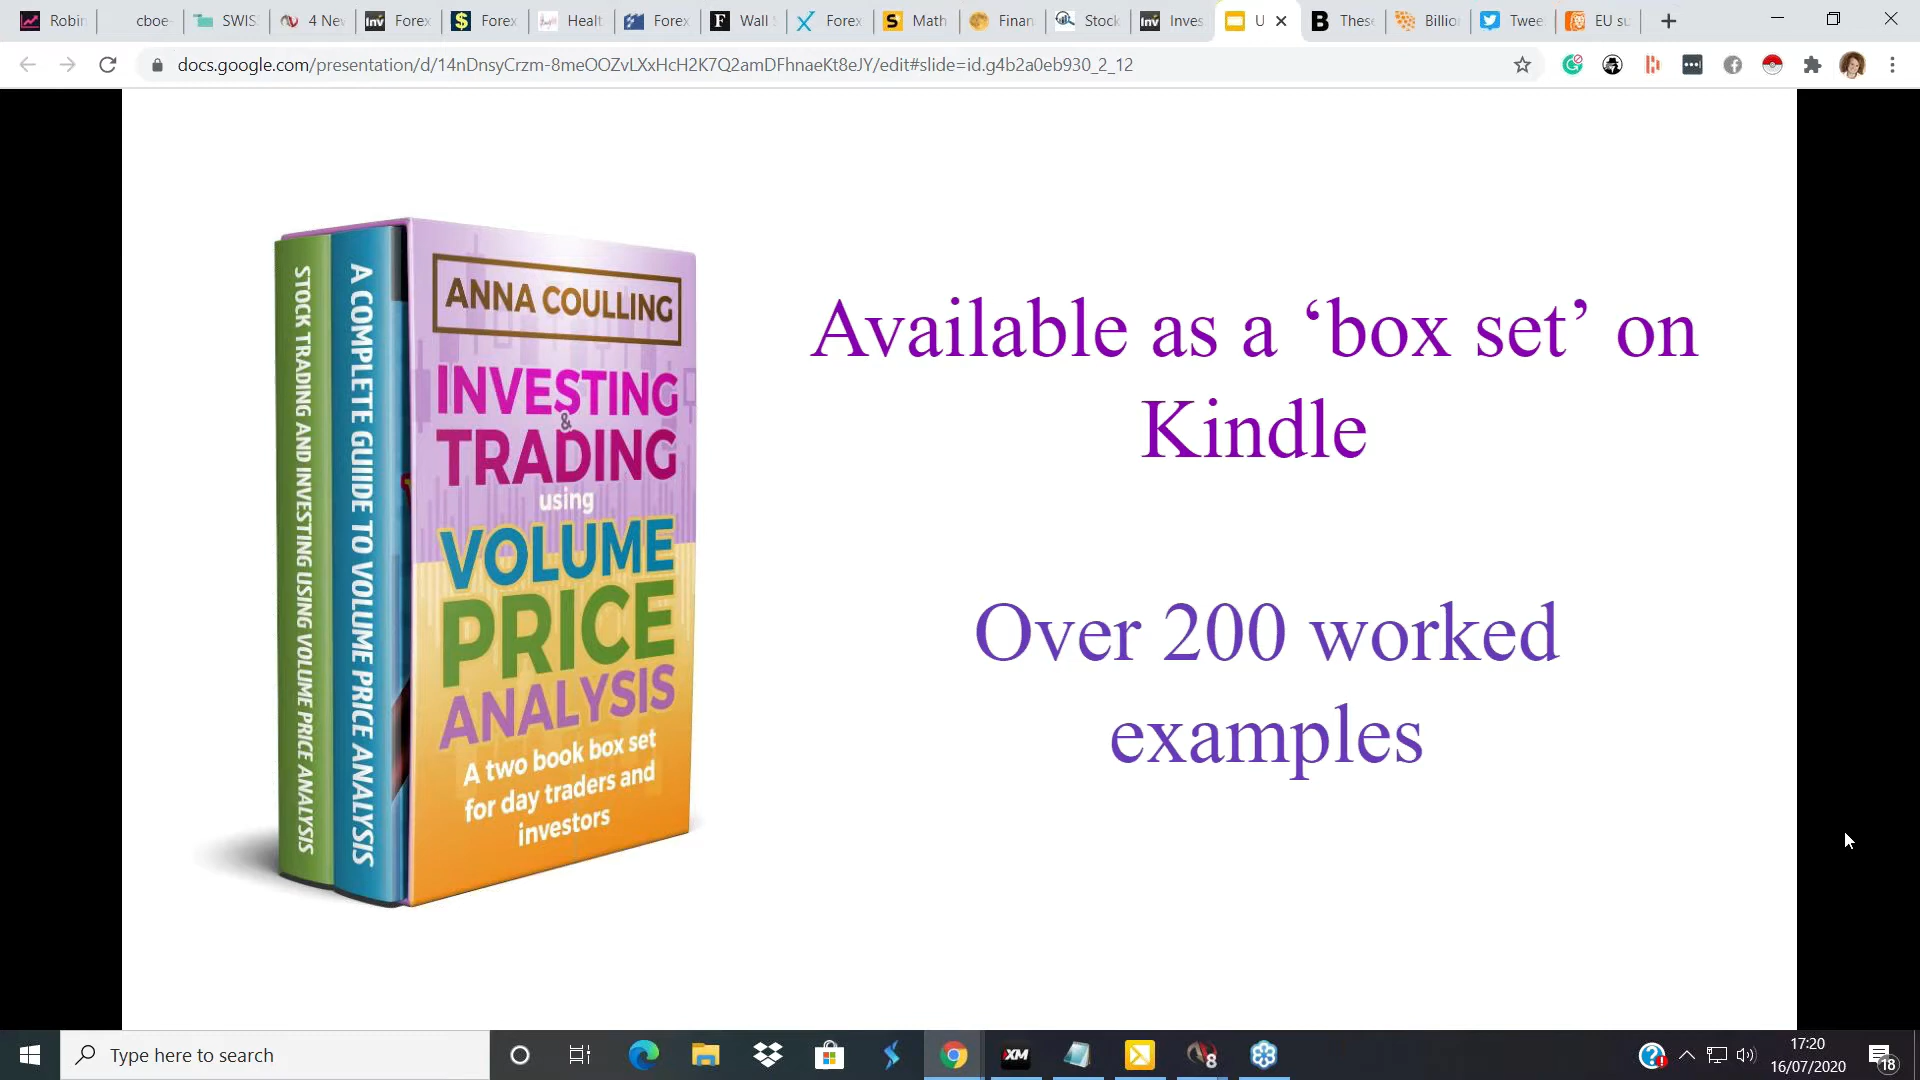 Robin
cboe-
SWIS
4 New
Forex
Forex
Healt
Forex
Wall
Forex
Math
Finan
Stock
Inves
U
These
Billio
Twee
EU su
docs.google.com/presentation/d/14nDnsyCrzm-8meOOZvLXxHcH2K7Q2amDFhnaeKt8eJY/edit#slide=id.g4b2a0eb930_2_12
STOCK TRADING AND INVESTING USING VOLUME PRICE ANALYSIS
A COMPLETE GUIDE TO VOLUME PRICE ANALYSIS
ANNA COULLING
INVESTING
&
TRADING
using
VOLUME
PRICE
ANALYSIS
A two book box set
for day traders and
investors
Available as a ‘box set’ on
Kindle
Over 200 worked
examples
Type here to search
XM
8
17:20
16/07/2020
18